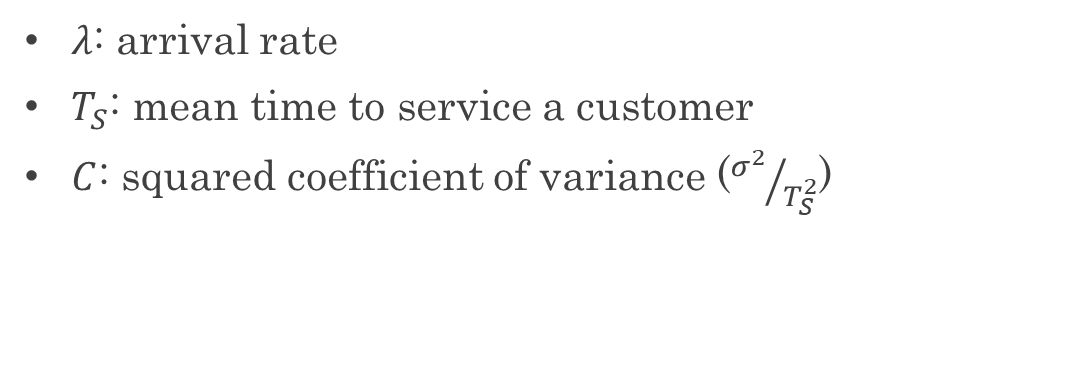 • λ: arrival rate
• T_S: mean time to service a customer
• C: squared coefficient of variance (σ²/T_S²)